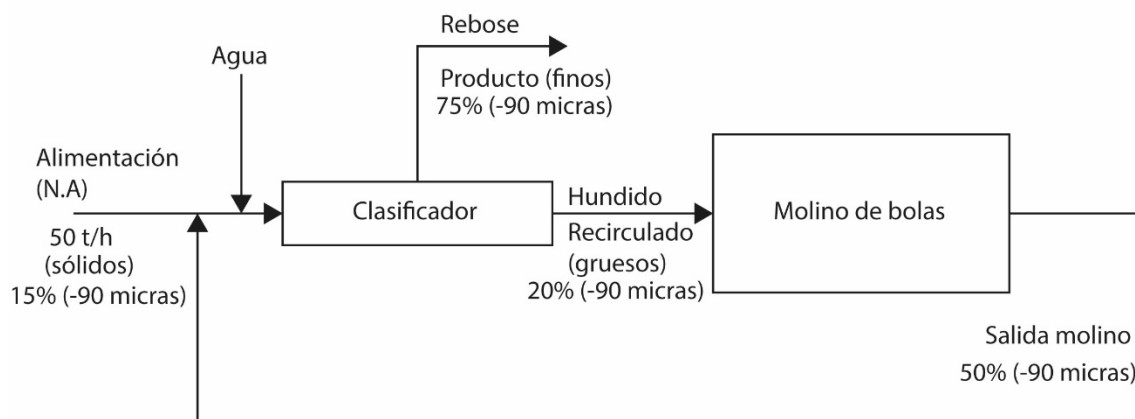 Rebose
Agua
Producto (finos)
75% (-90 micras)
Alimentación
(N.A)
Clasificador
Hundido
Molino de bolas
50 t/h
(sólidos)
15% (-90 micras)
Recirculado
(gruesos)
20% (-90 micras)
Salida molino
50% (-90 micras)